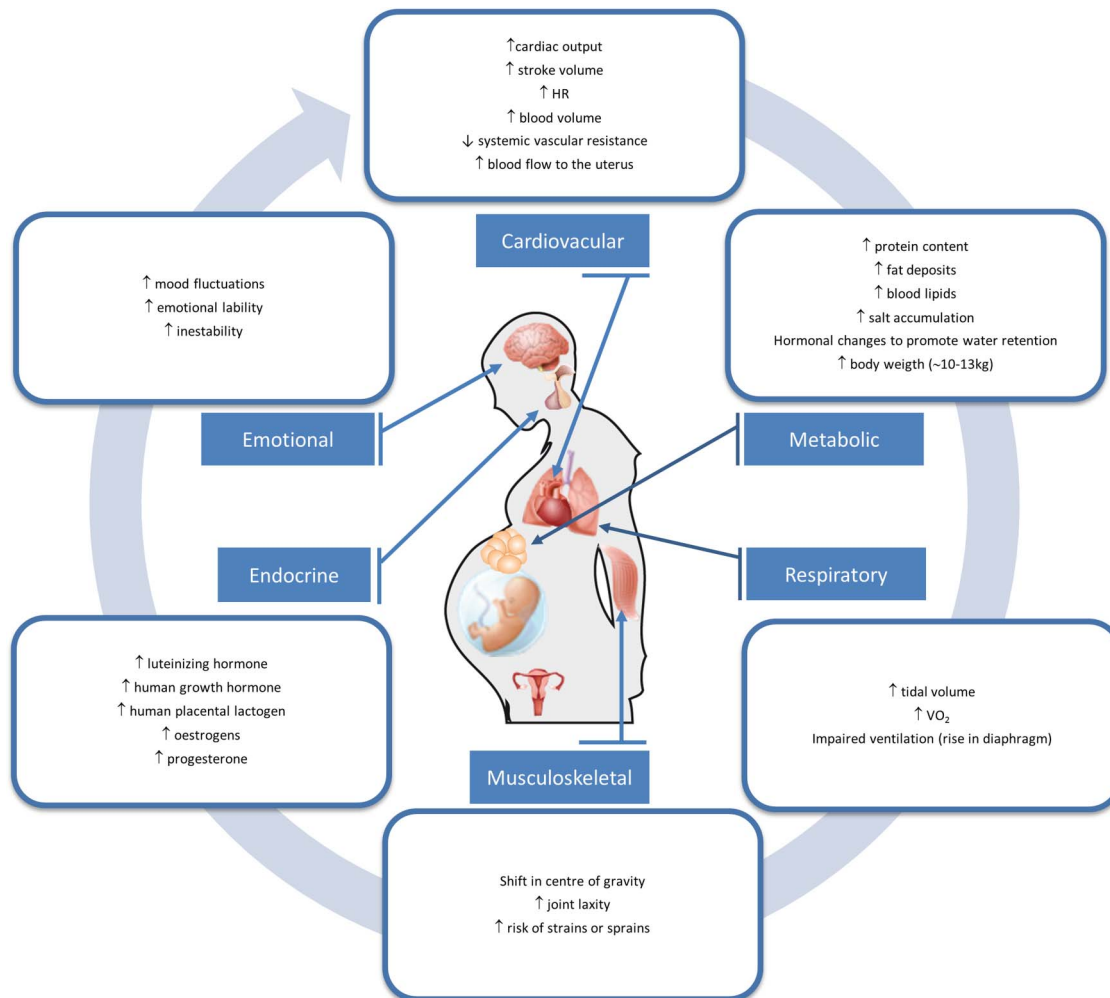 ↑cardiac output
↑ stroke volume
↑ HR
↑ blood volume
↓ systemic vascular resistance
↑ blood flow to the uterus
Cardiovacular
↑ protein content
↑ fat deposits
↑ blood lipids
↑ salt accumulation
Hormonal changes to promote water retention
↑ body weigth (~10-13kg)
Metabolic
Respiratory
↑ tidal volume
↑ VO₂
Impaired ventilation (rise in diaphragm)
Musculoskeletal
Shift in centre of gravity
↑ joint laxity
↑ risk of strains or sprains
Endocrine
↑ luteinizing hormone
↑ human growth hormone
↑ human placental lactogen
↑ oestrogens
↑ progesterone
↑ mood fluctuations
↑ emotional lability
↑ inestability
Emotional